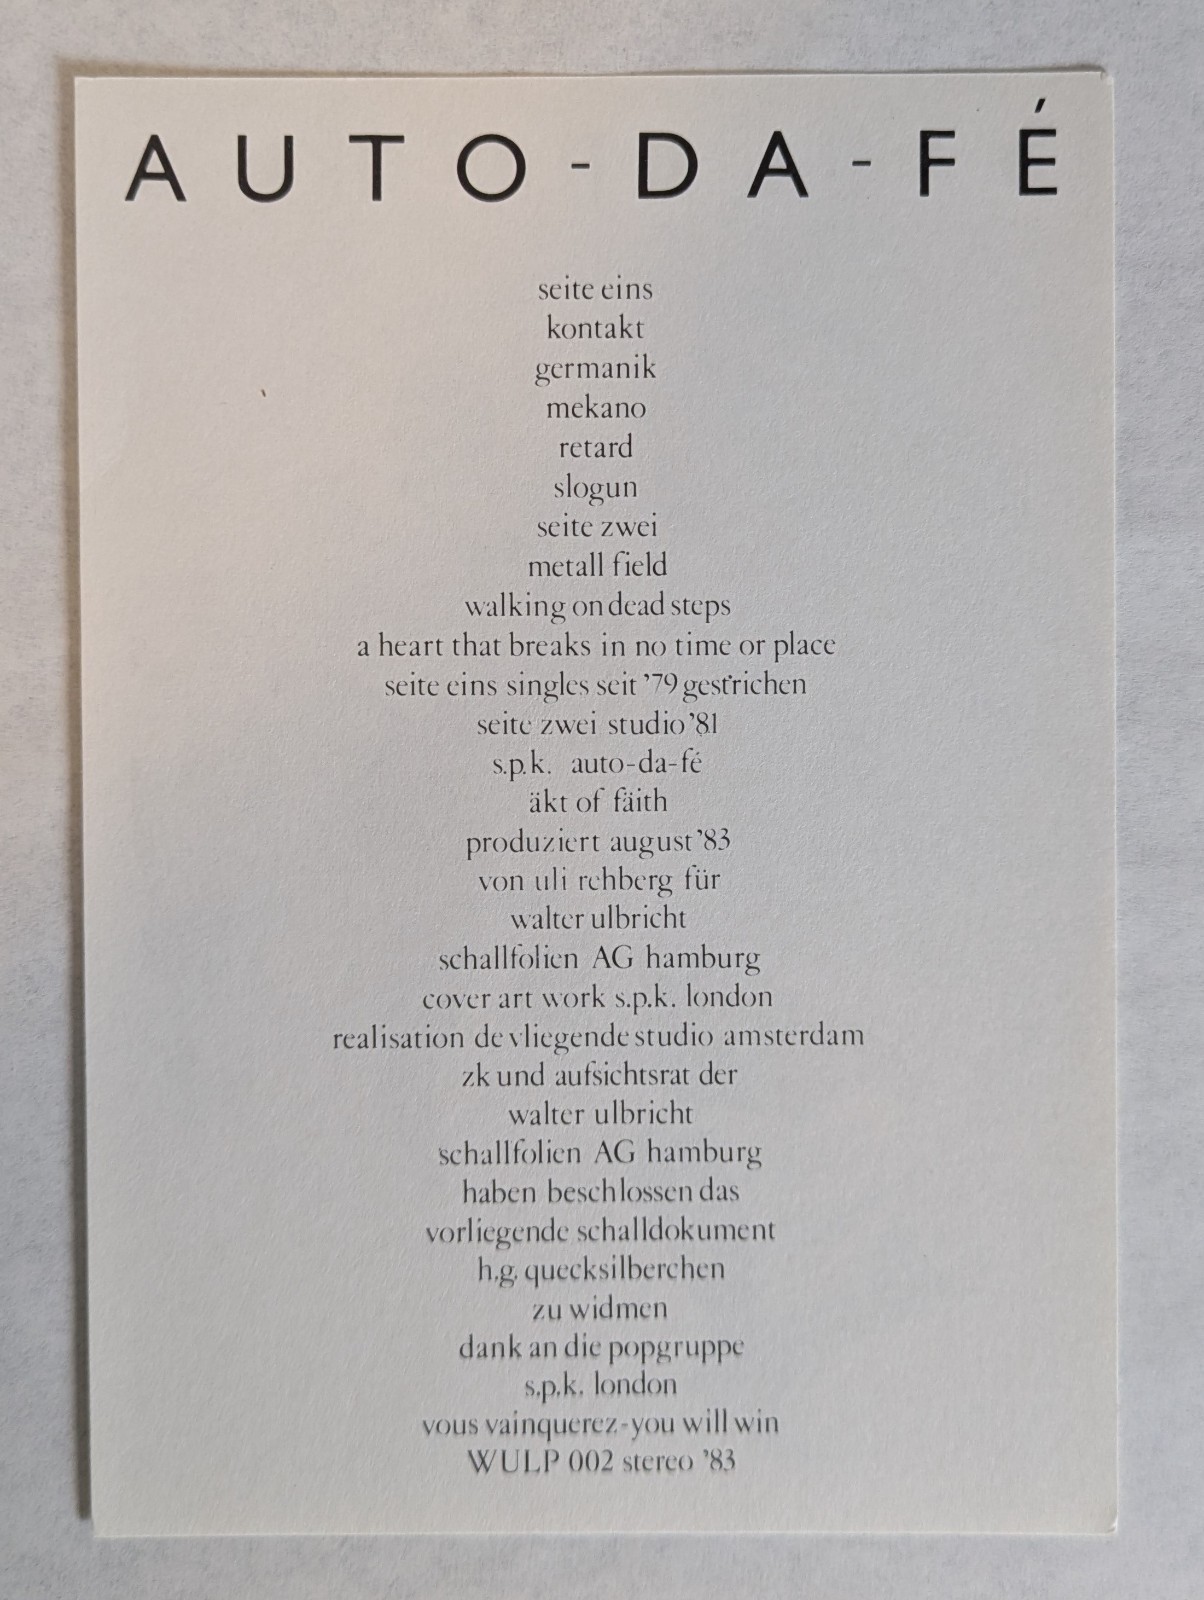 AUTO-DA-FÉ
seite eins
kontakt
germanik
mekano
retard
slogun
seite zwei
metall field
walking on dead steps
a heart that breaks in no time or place
seite eins singles seit '79 gestrichen
seite zwei studio '81
s.p.k. auto-da-fé
äkt of fäith
produziert august '83
von uli rehberg für
walter ulbricht
schallfolien AG hamburg
cover art work s.p.k. london
realisation de vliegende studio amsterdam
zk und aufsichtsrat der
walter ulbricht
schallfolien AG hamburg
haben beschlossen das
vorliegende schalldokument
h.g. quecksilberchen
zu widmen
dank an die popgruppe
s.p.k. london
vous vainquerez-you will win
WULP 002 stereo '83